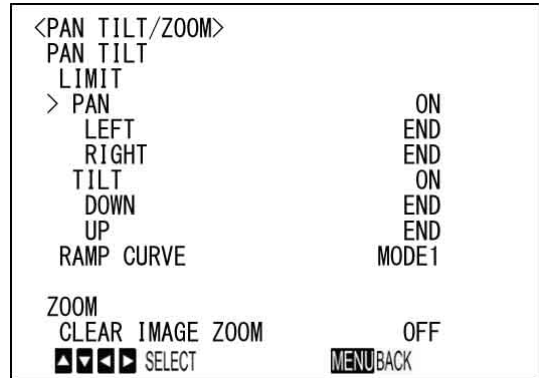 <PAN TILT/ZOOM>
PAN TILT
LIMIT
> PAN ON
LEFT END
RIGHT END
TILT ON
DOWN END
UP END
RAMP CURVE MODE1
ZOOM
CLEAR IMAGE ZOOM OFF
▲▼◀▶ SELECT MENU BACK